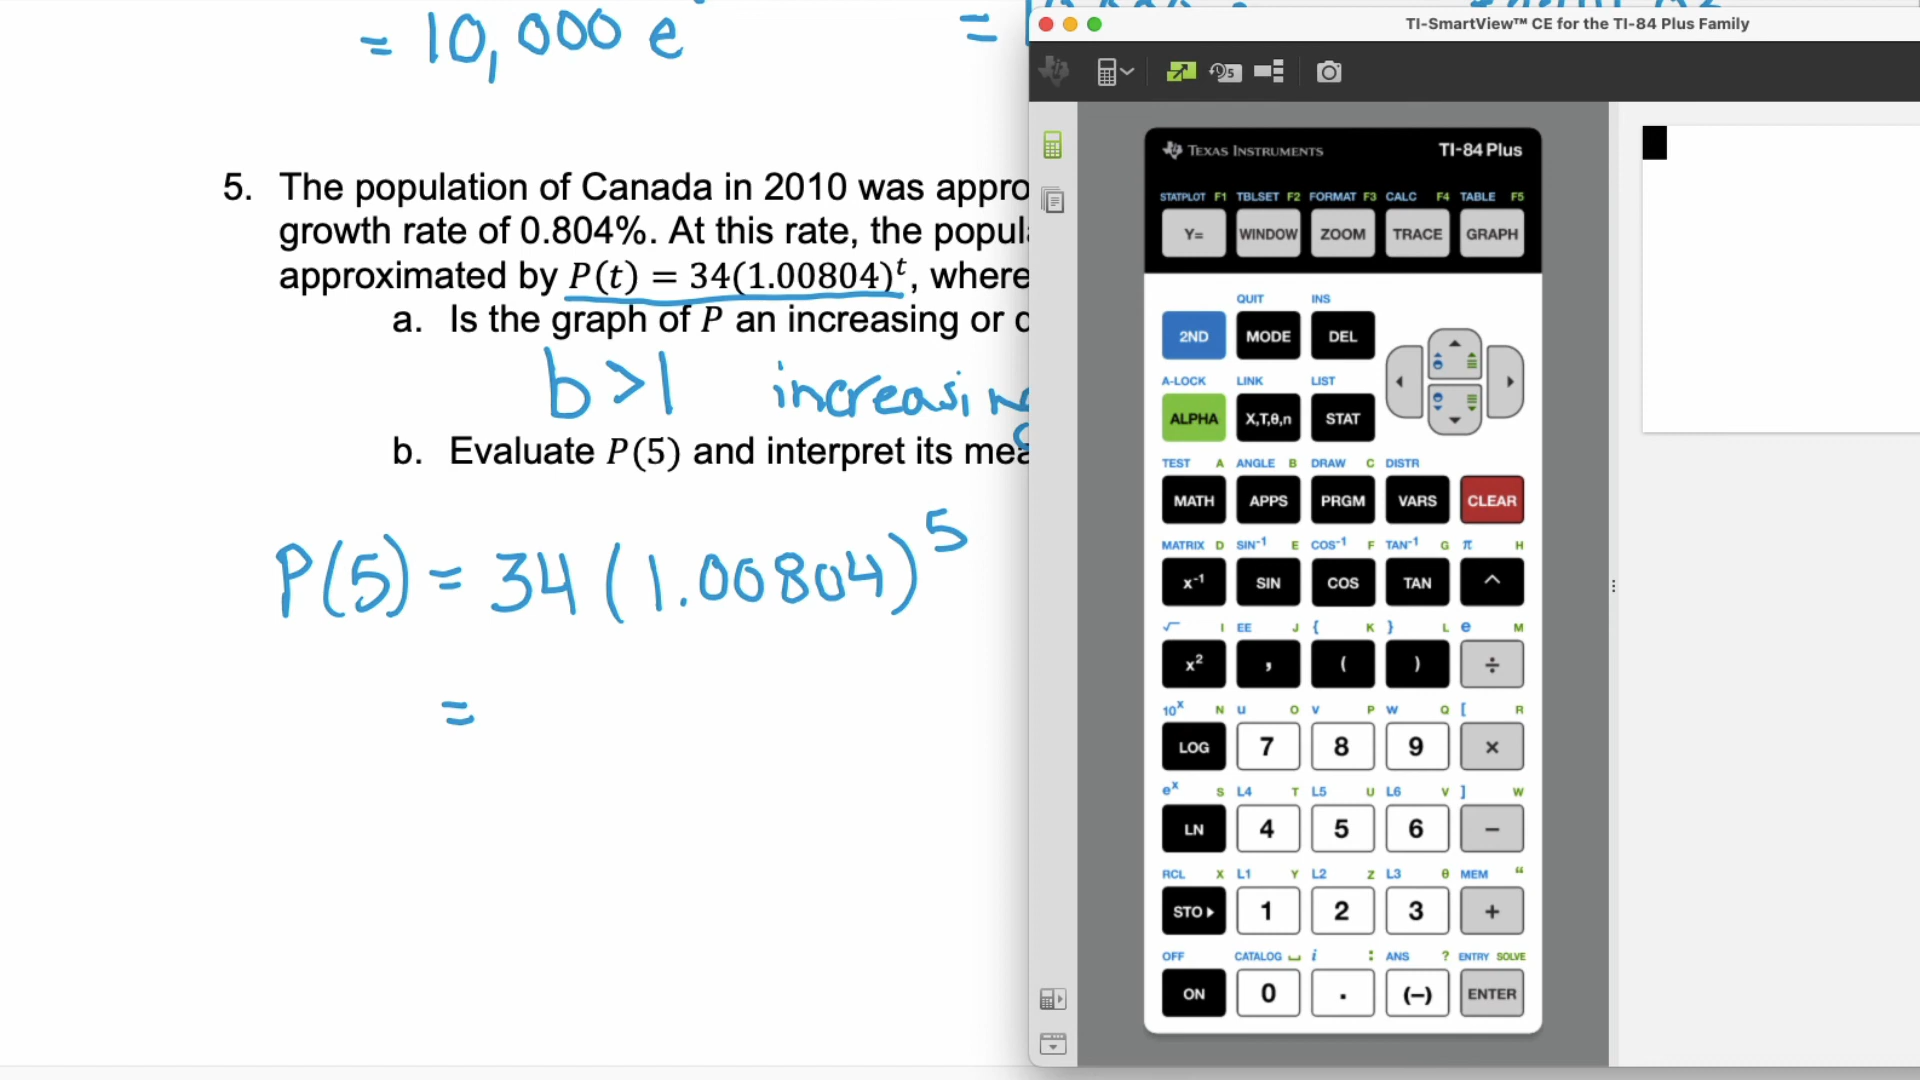 = 10,000 e
=
5. The population of Canada in 2010 was appro
growth rate of 0.804%. At this rate, the popul
approximated by P(t) = 34(1.00804)^t, where
a. Is the graph of P an increasing or
b > 1 increasin
b. Evaluate P(5) and interpret its mea
P(5) = 34(1.00804)^5
=
TI-SmartView™ CE for the TI-84 Plus Family
5
TEXAS INSTRUMENTS TI-84 Plus
STATPLOT F1 TBLSET F2 FORMAT F3 CALC F4 TABLE F5
Y= WINDOW ZOOM TRACE GRAPH
QUIT INS
2ND MODE DEL
A-LOCK LINK LIST
ALPHA X,T,θ,n STAT
TEST A ANGLE B DRAW C DISTR
MATH APPS PRGM VARS CLEAR
MATRIX D SIN⁻¹ E COS⁻¹ F TAN⁻¹ G π H
x⁻¹ SIN COS TAN ^
√ I EE J { K } L e M
x² , ( ) ÷
10ˣ N u O v P w Q [ R
LOG 7 8 9 ×
eˣ S L4 T L5 U L6 V ] W
LN 4 5 6 −
RCL X L1 Y L2 Z L3 θ MEM "
STO► 1 2 3 +
OFF CATALOG ⎵ i : ANS ? ENTRY SOLVE
ON 0 . (–) ENTER